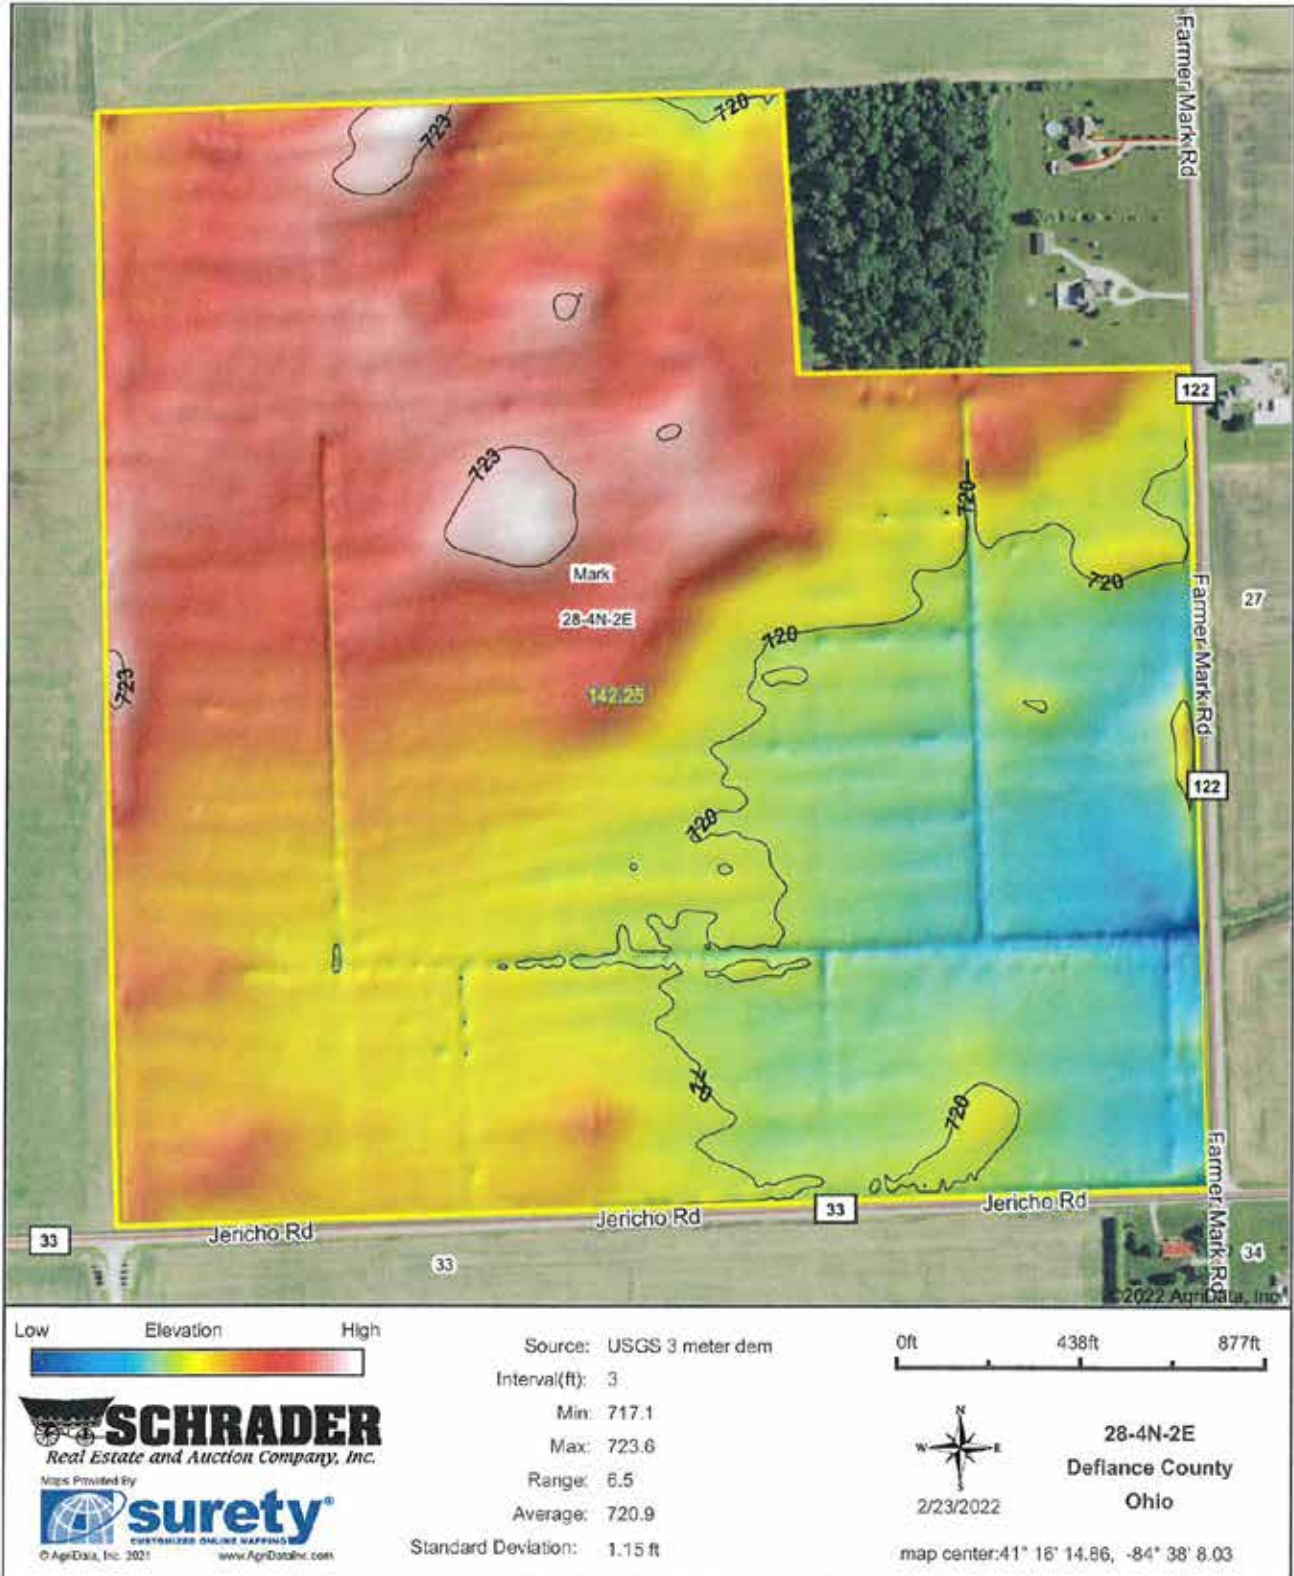 Farmer Mark Rd
720
723
122
723
720
Mark
720
28-4N-2E
27
720
Farmer Mark Rd
723
142.25
122
720
720
720
Farmer Mark Rd
Jericho Rd
33
Jericho Rd
Jericho Rd
33
33
34
©2022 AgriData, Inc.
Low Elevation High
Source: USGS 3 meter dem
Interval(ft): 3
Min: 717.1
Max: 723.6
Range: 6.5
Average: 720.9
Standard Deviation: 1.15 ft
0ft 438ft 877ft
SCHRADER
Real Estate and Auction Company, Inc.
Maps Provided By
surety®
CUSTOMIZED ONLINE MAPPING
© AgriData, Inc. 2021 www.AgriDataInc.com
N
W E
S
2/23/2022
28-4N-2E
Defiance County
Ohio
map center:41° 16' 14.86, -84° 38' 8.03